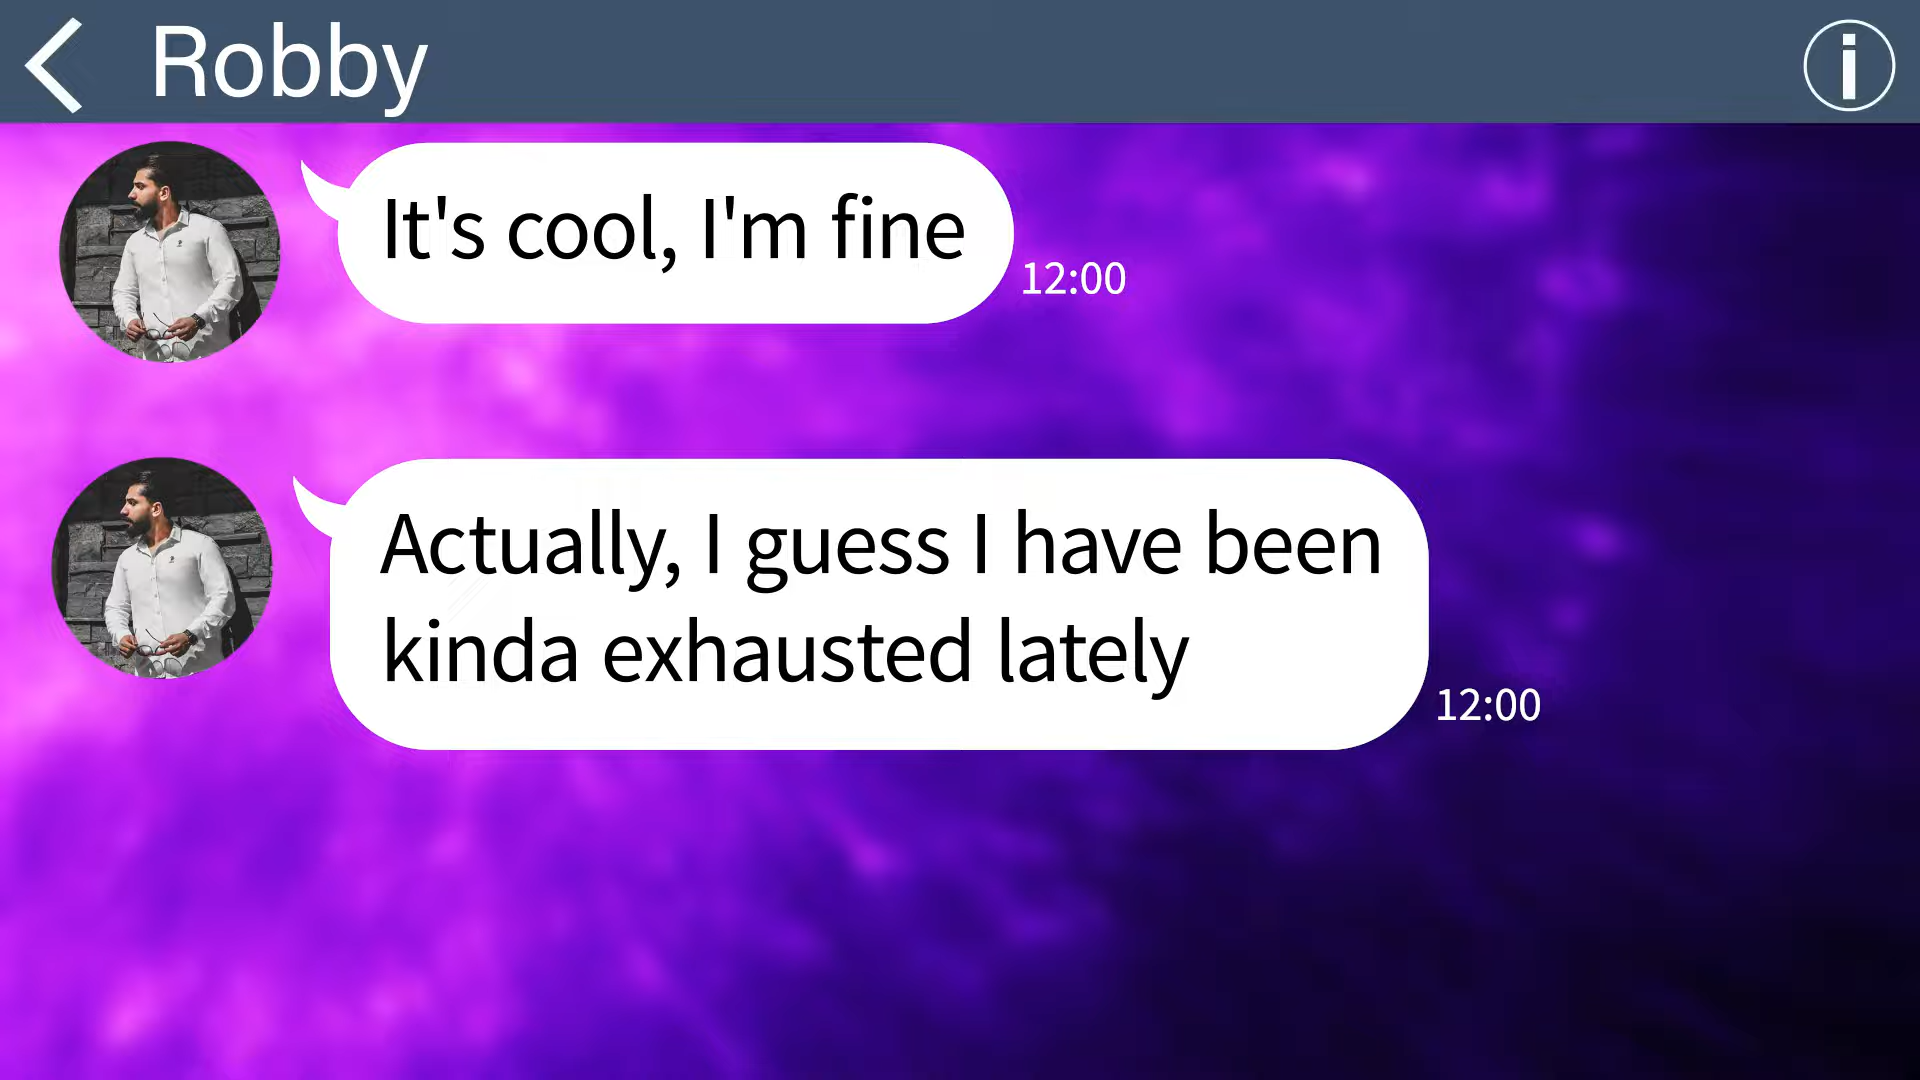 Robby
It's cool, I'm fine
12:00
Actually, I guess I have been
kinda exhausted lately
12:00